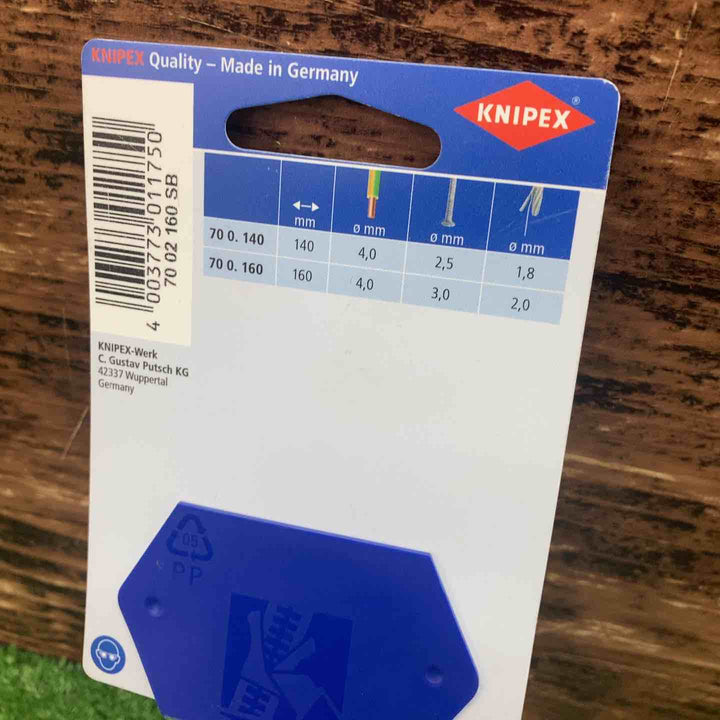 KNIPEX Quality – Made in Germany
KNIPEX®
4 003773 011750
70 02 160 SB
mm ø mm ø mm ø mm
70 0. 140 140 4,0 2,5 1,8
70 0. 160 160 4,0 3,0 2,0
KNIPEX-Werk
C. Gustav Putsch KG
42337 Wuppertal
Germany
05
PP